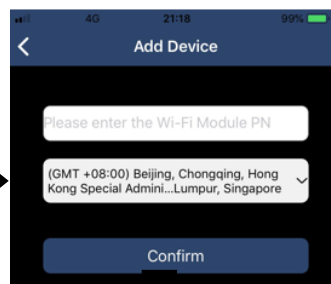 4G 21:18 99%
Add Device
Please enter the Wi-Fi Module PN
(GMT +08:00) Beijing, Chongqing, Hong
Kong Special Admini...Lumpur, Singapore
Confirm